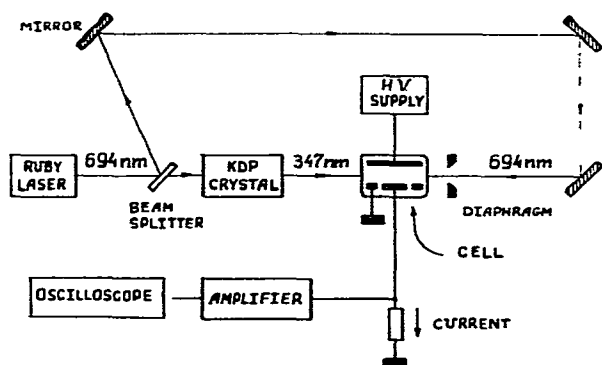 MIRROR
HV
SUPPLY
RUBY
LASER
694nm
KDP
CRYSTAL
347nm
694nm
BEAM
SPLITTER
DIAPHRAGM
CELL
OSCILLOSCOPE
AMPLIFIER
CURRENT